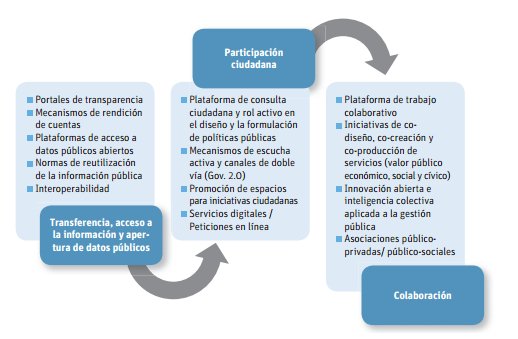 Portales de transparencia
Mecanismos de rendición
de cuentas
Plataformas de acceso a
datos públicos abiertos
Normas de reutilización
de la información pública
Interoperabilidad
Transferencia, acceso a
la información y aper-
tura de datos públicos
Participación
ciudadana
Plataforma de consulta
ciudadana y rol activo en
el diseño y la formulación
de políticas públicas
Mecanismos de escucha
activa y canales de doble
vía (Gov. 2.0)
Promoción de espacios
para iniciativas ciudadanas
Servicios digitales /
Peticiones en línea
Plataforma de trabajo
colaborativo
Iniciativas de co-
diseño, co-creación y
co-producción de
servicios (valor público
económico, social y cívico)
Innovación abierta e
inteligencia colectiva
aplicada a la gestión
pública
Asociaciones público-
privadas/ público-sociales
Colaboración